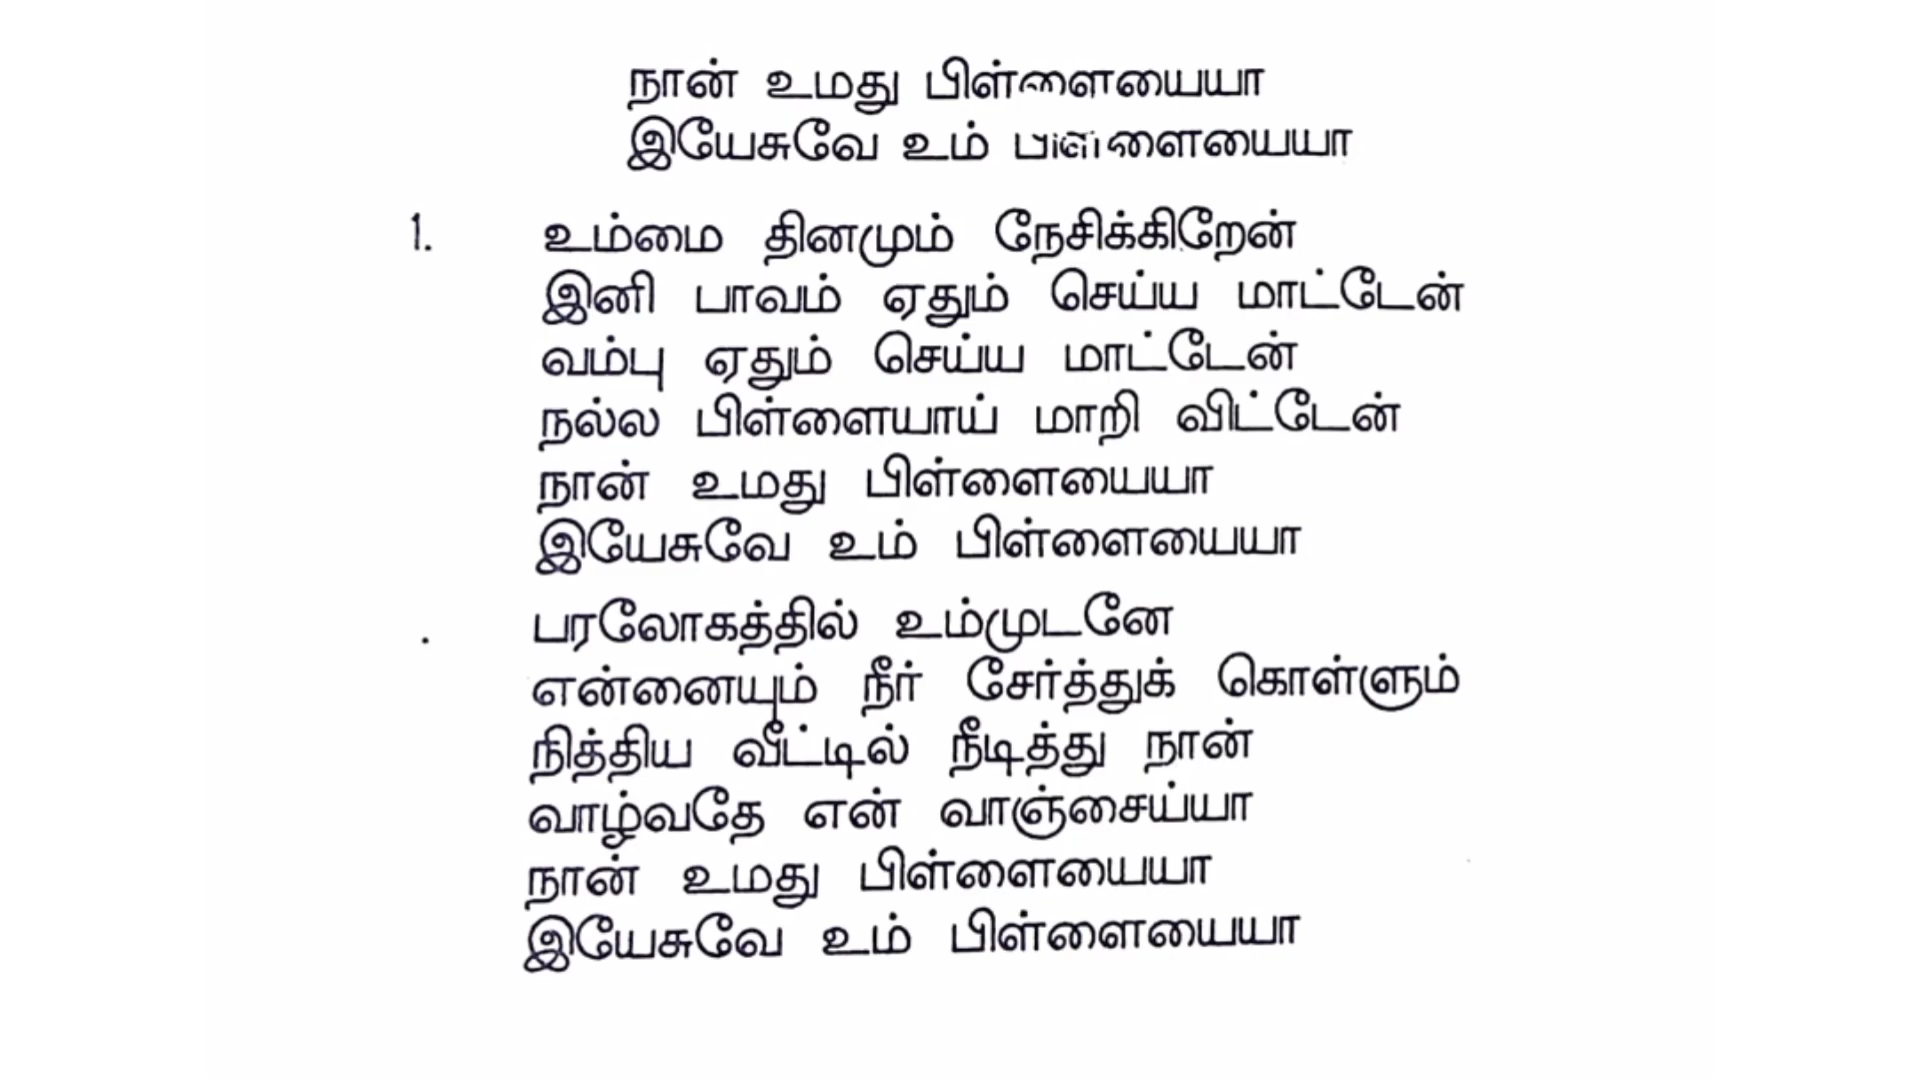 நான் உமது பிள்ளையையா
இயேசுவே உம் பிள்ளையையா
1. உம்மை தினமும் நேசிக்கிறேன்
இனி பாவம் ஏதும் செய்ய மாட்டேன்
வம்பு ஏதும் செய்ய மாட்டேன்
நல்ல பிள்ளையாய் மாறி விட்டேன்
நான் உமது பிள்ளையையா
இயேசுவே உம் பிள்ளையையா
பரலோகத்தில் உம்முடனே
என்னையும் நீர் சேர்த்துக் கொள்ளும்
நித்திய வீட்டில் நீடித்து நான்
வாழ்வதே என் வாஞ்சைய்யா
நான் உமது பிள்ளையையா
இயேசுவே உம் பிள்ளையையா